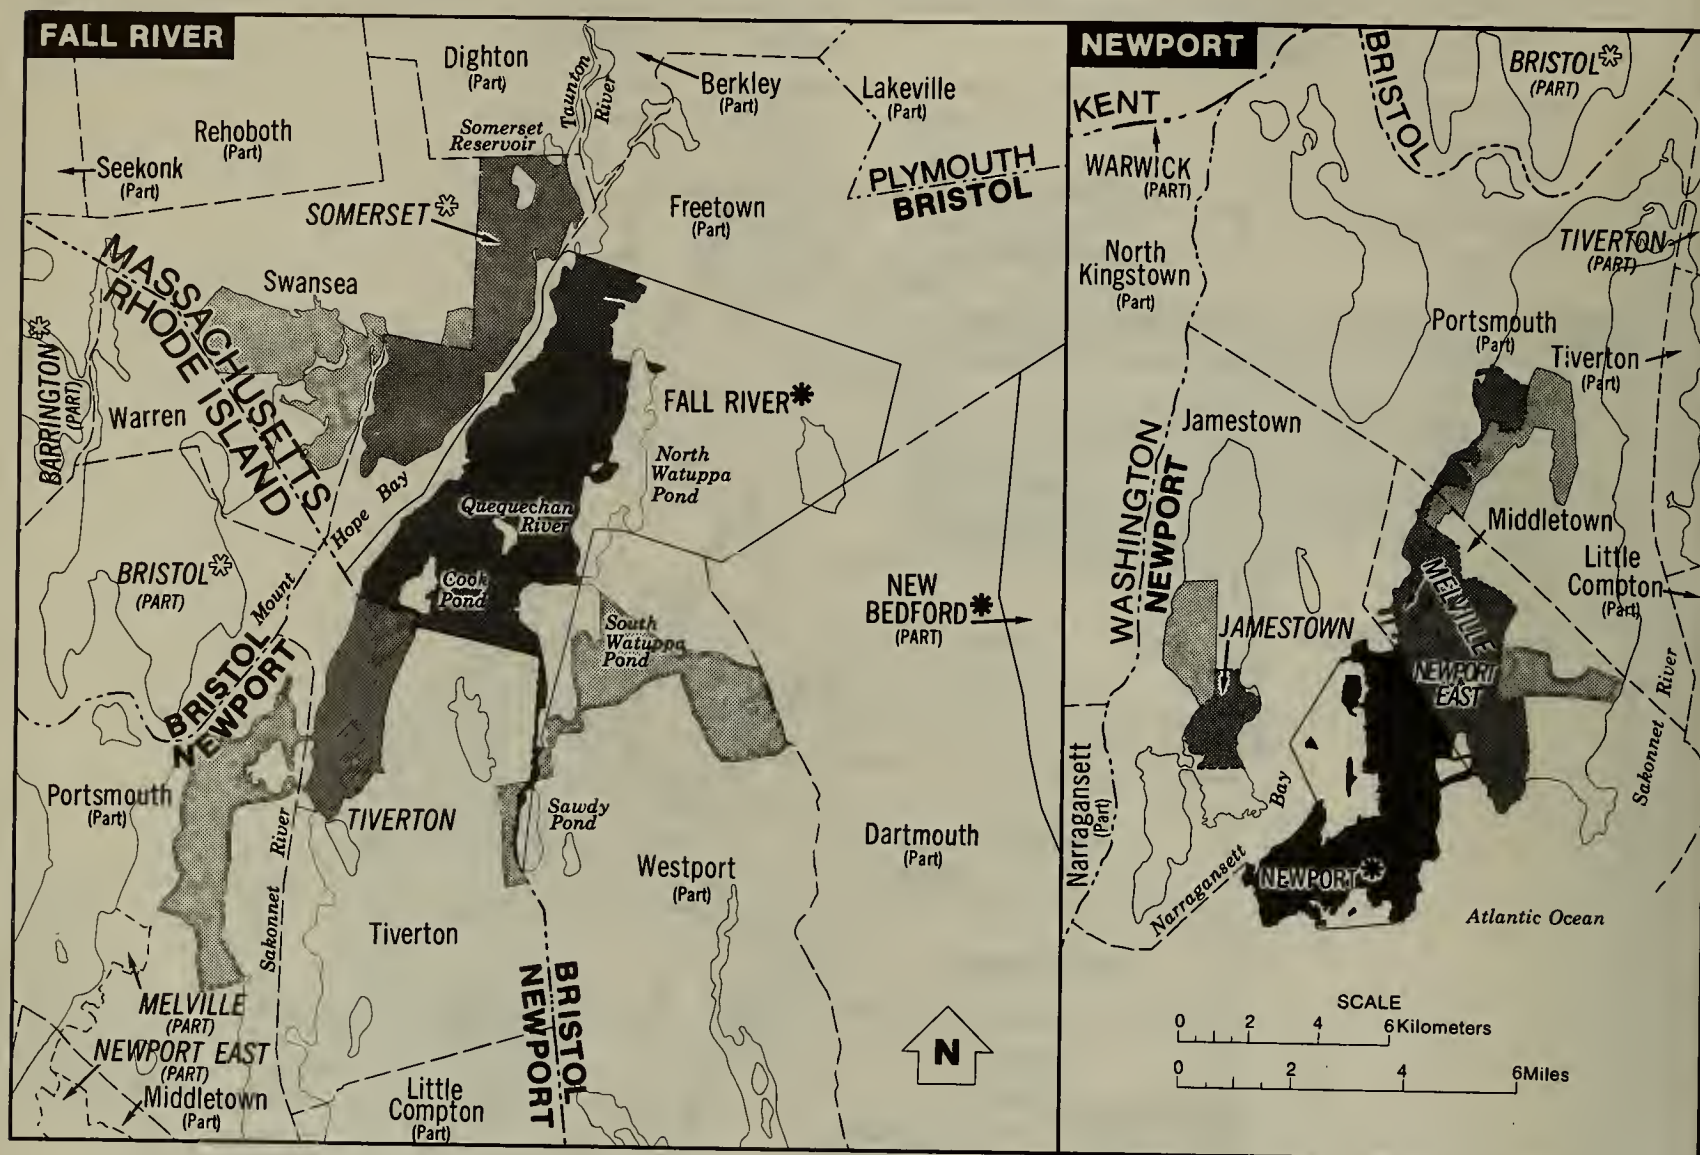 FALL RIVER
Dighton
(Part)
Taunton
River
Berkley
(Part)
Lakeville
(Part)
Rehoboth
(Part)
Somerset
Reservoir
Seekonk
(Part)
PLYMOUTH
BRISTOL
SOMERSET
Freetown
(Part)
MASSACHUSETTS
RHODE ISLAND
Swansea
BARRINGTON
(PART)
Warren
FALL RIVER*
North
Watuppa
Pond
Mount
Hope
Bay
Quequechan
River
BRISTOL
(PART)
Cook
Pond
NEW
BEDFORD*
(PART)
South
Watuppa
Pond
BRISTOL
NEWPORT
Portsmouth
(Part)
Sakonnet
River
TIVERTON
Sawdy
Pond
Westport
(Part)
Dartmouth
(Part)
Tiverton
MELVILLE
(PART)
NEWPORT EAST
(PART)
Middletown
(Part)
BRISTOL
NEWPORT
Little
Compton
(Part)
N
NEWPORT
BRISTOL
BRISTOL
(PART)
KENT
WARWICK
(PART)
North
Kingstown
(Part)
TIVERTON
(PART)
Portsmouth
(Part)
Tiverton
(Part)
Jamestown
WASHINGTON
NEWPORT
Middletown
Little
Compton
(Part)
MELVILLE
JAMESTOWN
NEWPORT
EAST
Sakonnet
River
Narragansett
(Part)
Narragansett
Bay
NEWPORT*
Atlantic Ocean
SCALE
0 2 4 6 Kilometers
0 2 4 6 Miles